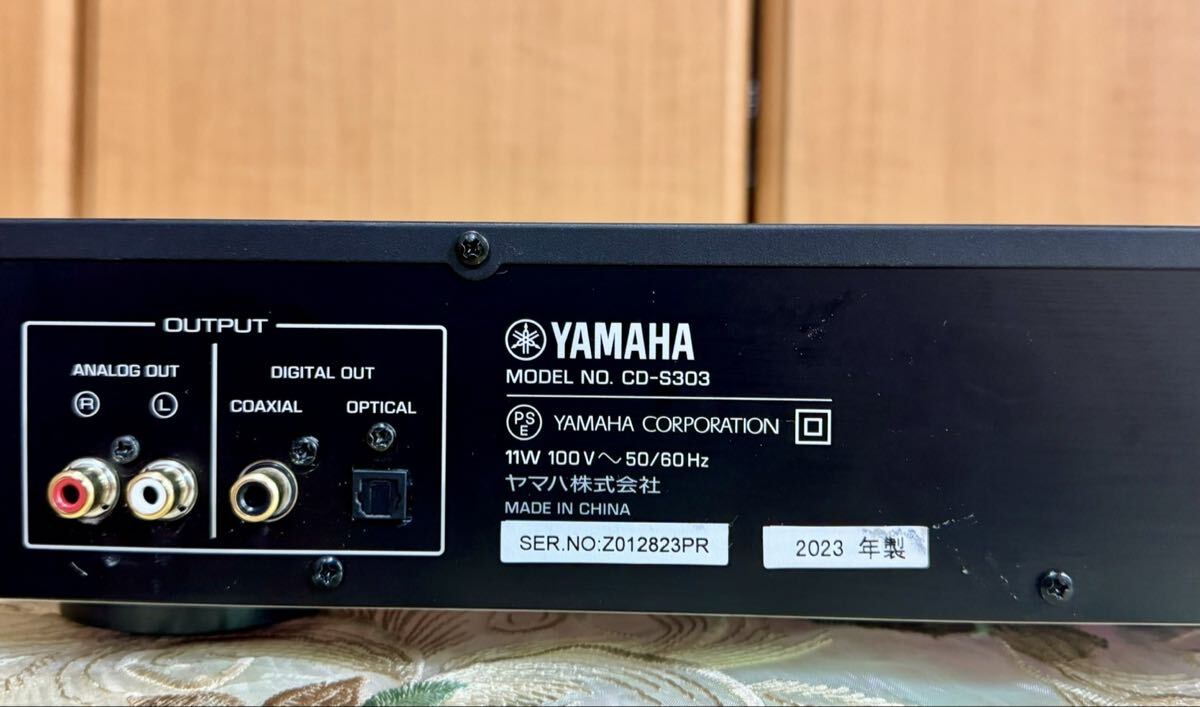 OUTPUT
ANALOG OUT
R L
DIGITAL OUT
COAXIAL OPTICAL
YAMAHA
MODEL NO. CD-S303
PS
E
YAMAHA CORPORATION
11W 100V～50/60Hz
ヤマハ株式会社
MADE IN CHINA
SER.NO:Z012823PR
2023 年製